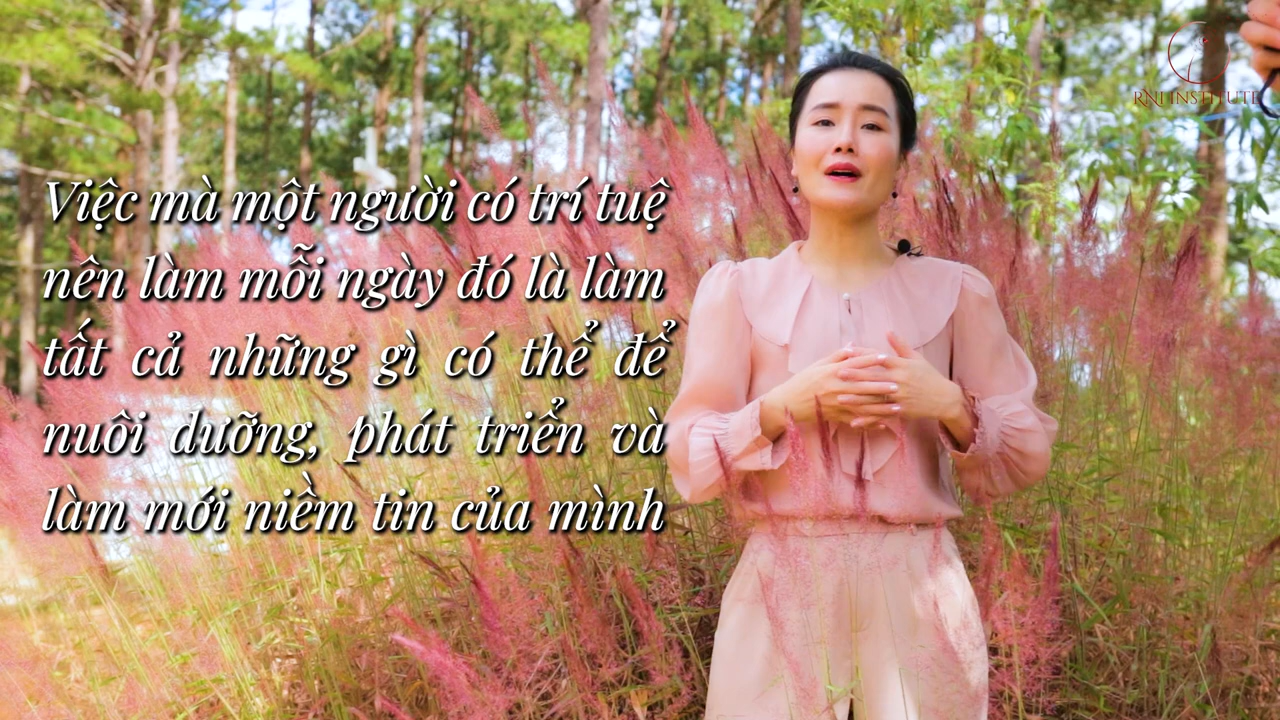 Việc mà một người có trí tuệ
nên làm mỗi ngày đó là làm
tất cả những gì có thể để
nuôi dưỡng, phát triển và
làm mới niềm tin của mình
RNI INSTITUTE